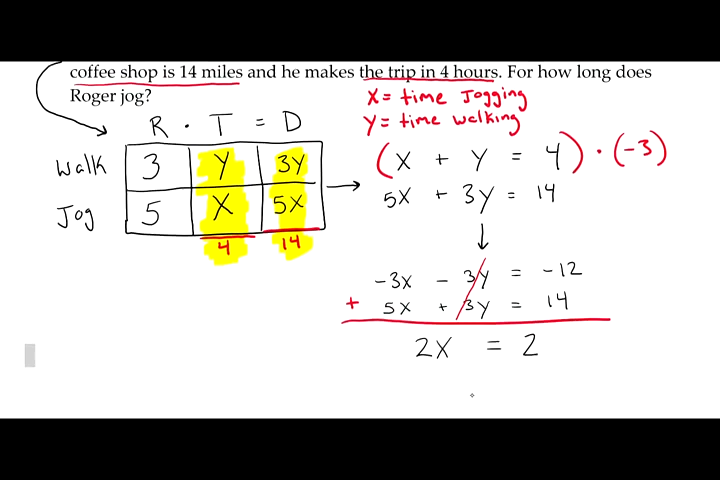 coffee shop is 14 miles and he makes the trip in 4 hours. For how long does
Roger jog?
X = time Jogging
Y = time walking
R · T = D
Walk 3 Y 3Y
Jog 5 X 5X
4 14
(X + Y = 4) · (-3)
5X + 3Y = 14
-3X - 3Y = -12
+ 5X + 3Y = 14
2X = 2